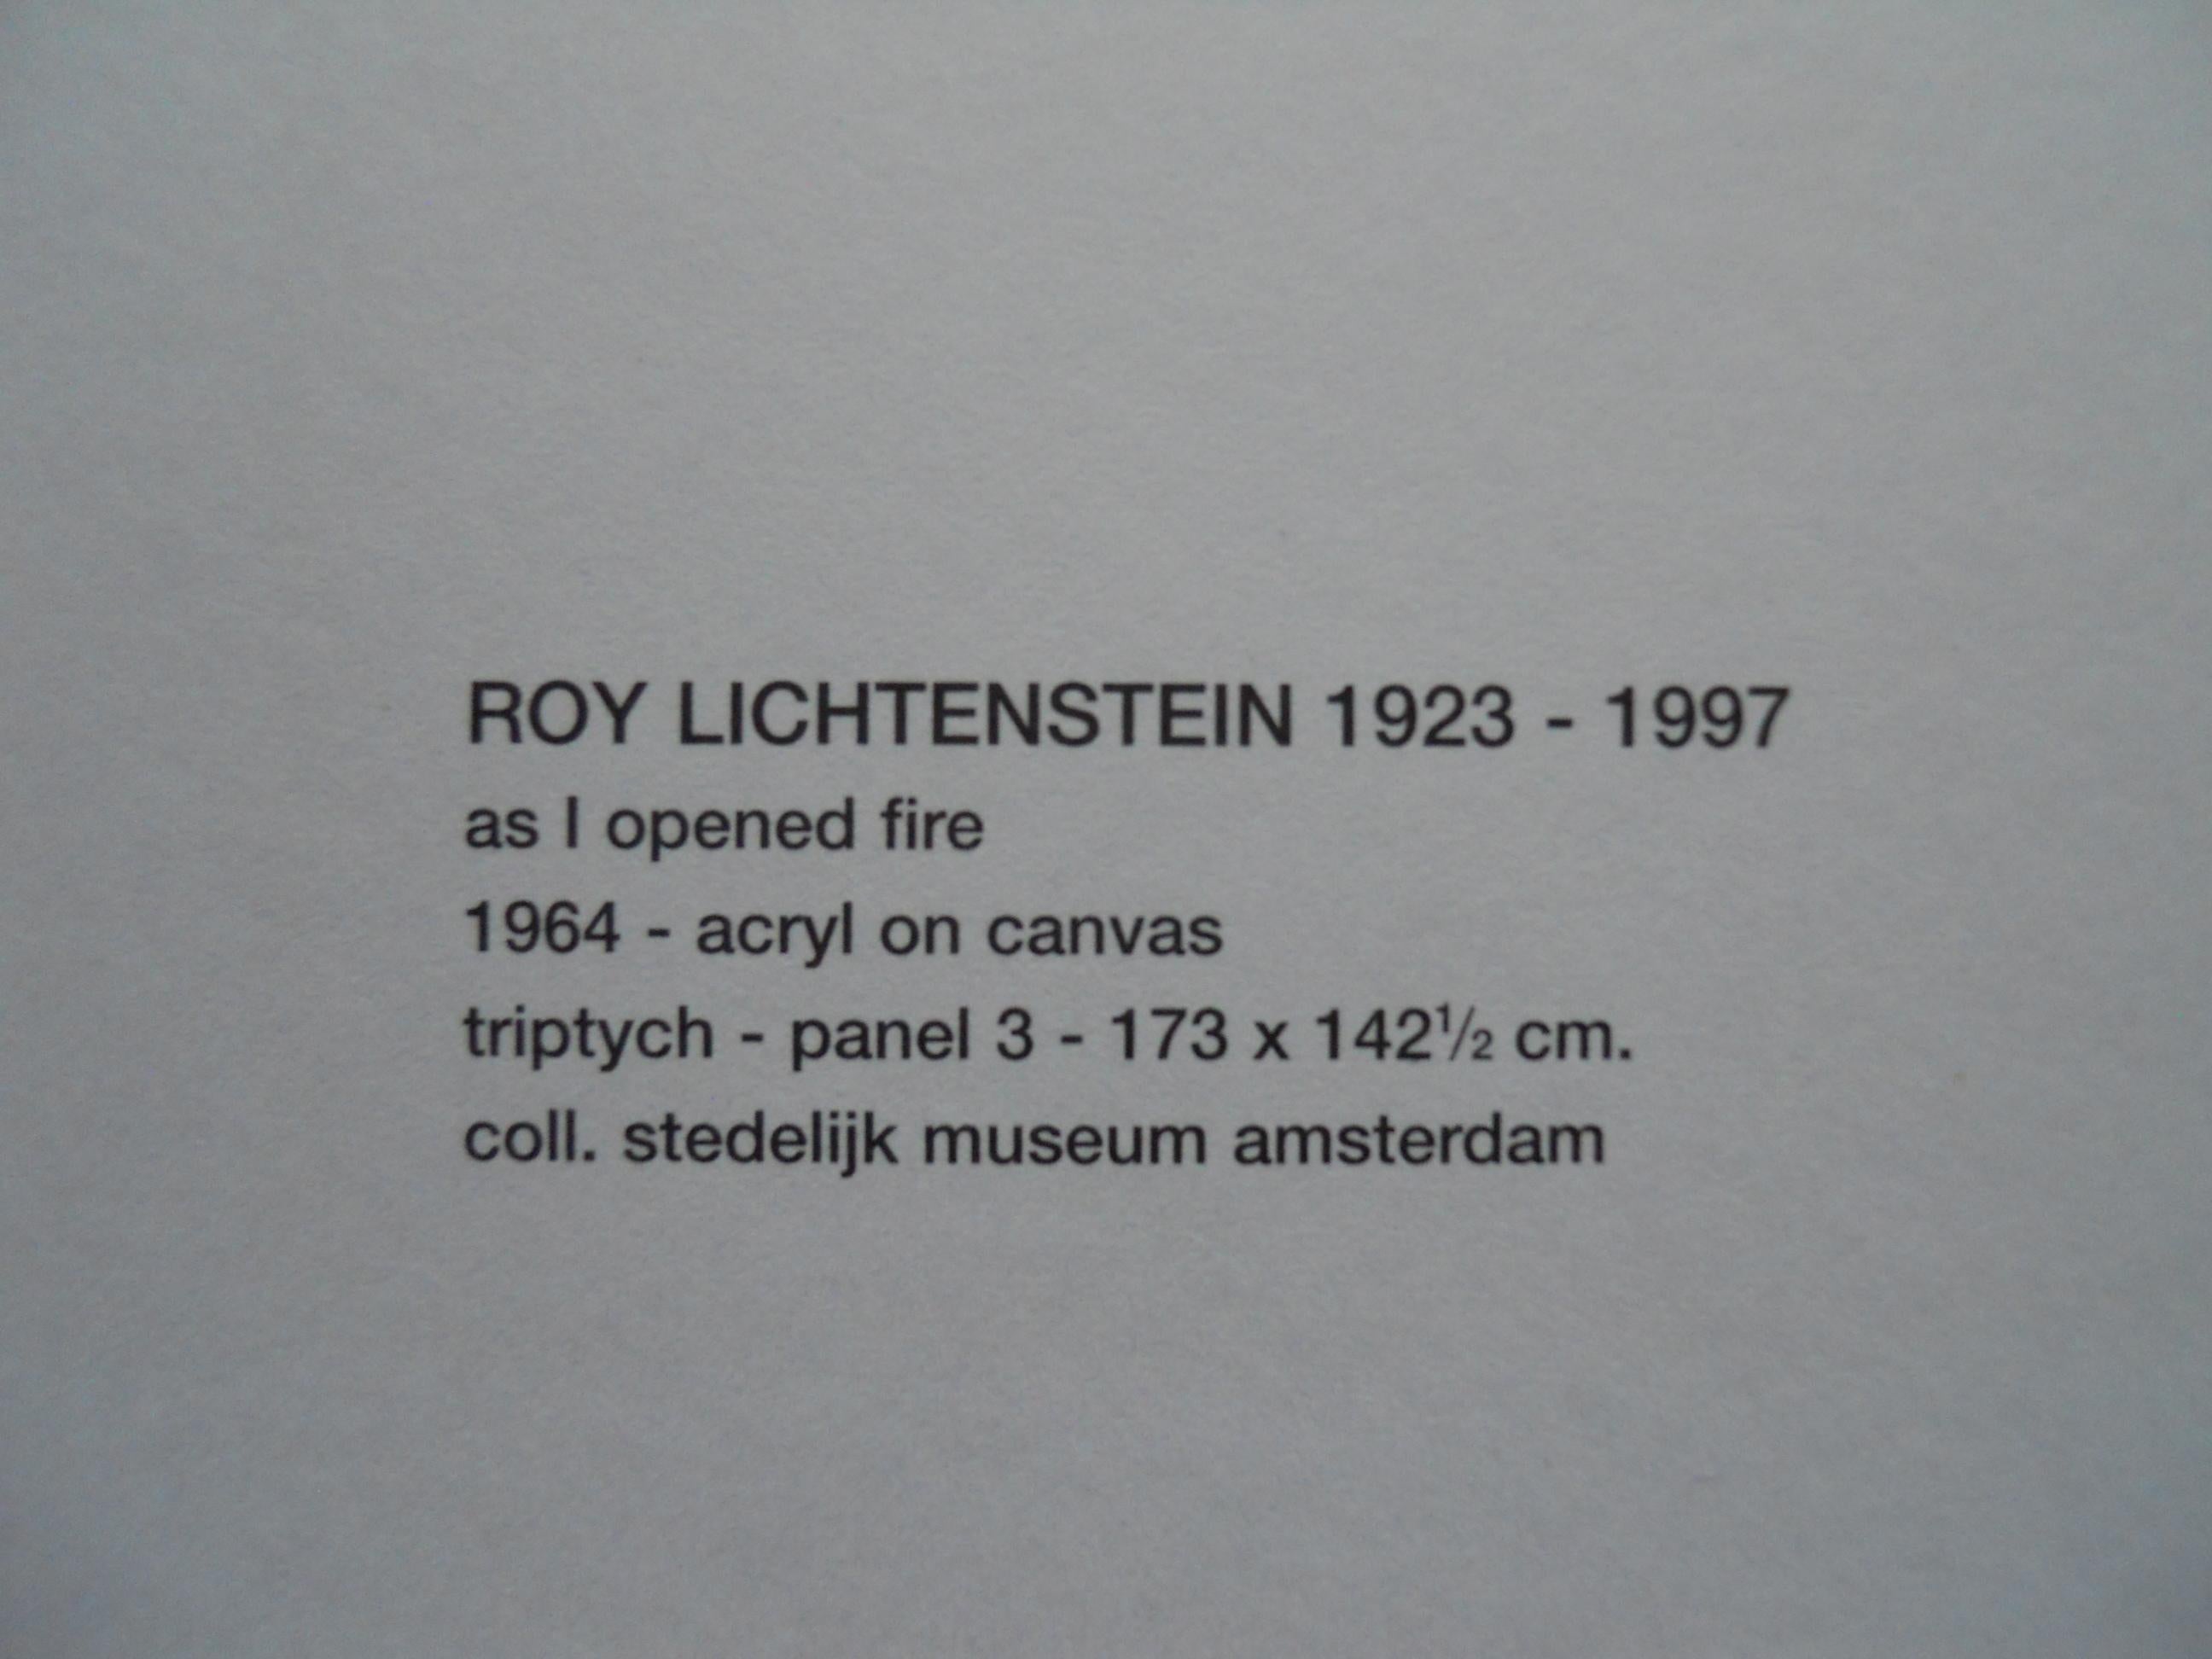 ROY LICHTENSTEIN 1923 - 1997
as I opened fire
1964 - acryl on canvas
triptych - panel 3 - 173 x 142½ cm.
coll. stedelijk museum amsterdam